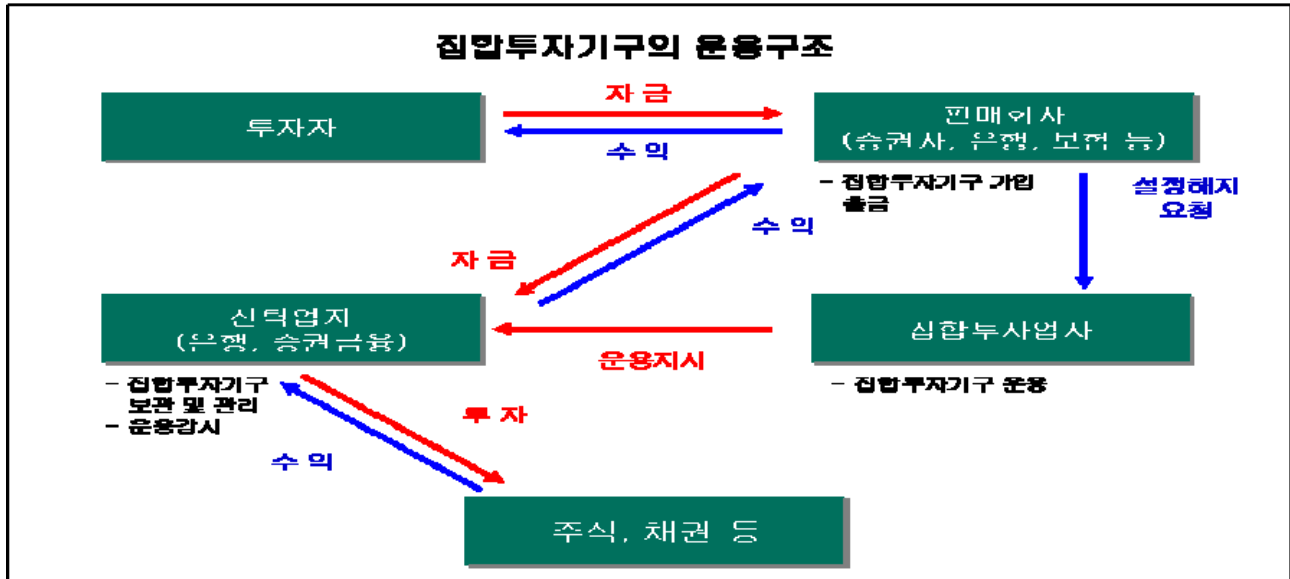 집합투자기구의 운용구조
투자자
자 금
수 익
판매회사
(증권사, 은행, 보험 등)
- 집합투자기구 가입
출금
설정해지
요청
자 금
수 익
신탁업자
(은행, 증권금융)
- 집합투자기구
보관 및 관리
- 운용감시
운용지시
집합투자업자
- 집합투자기구 운용
투 자
수 익
주식, 채권 등